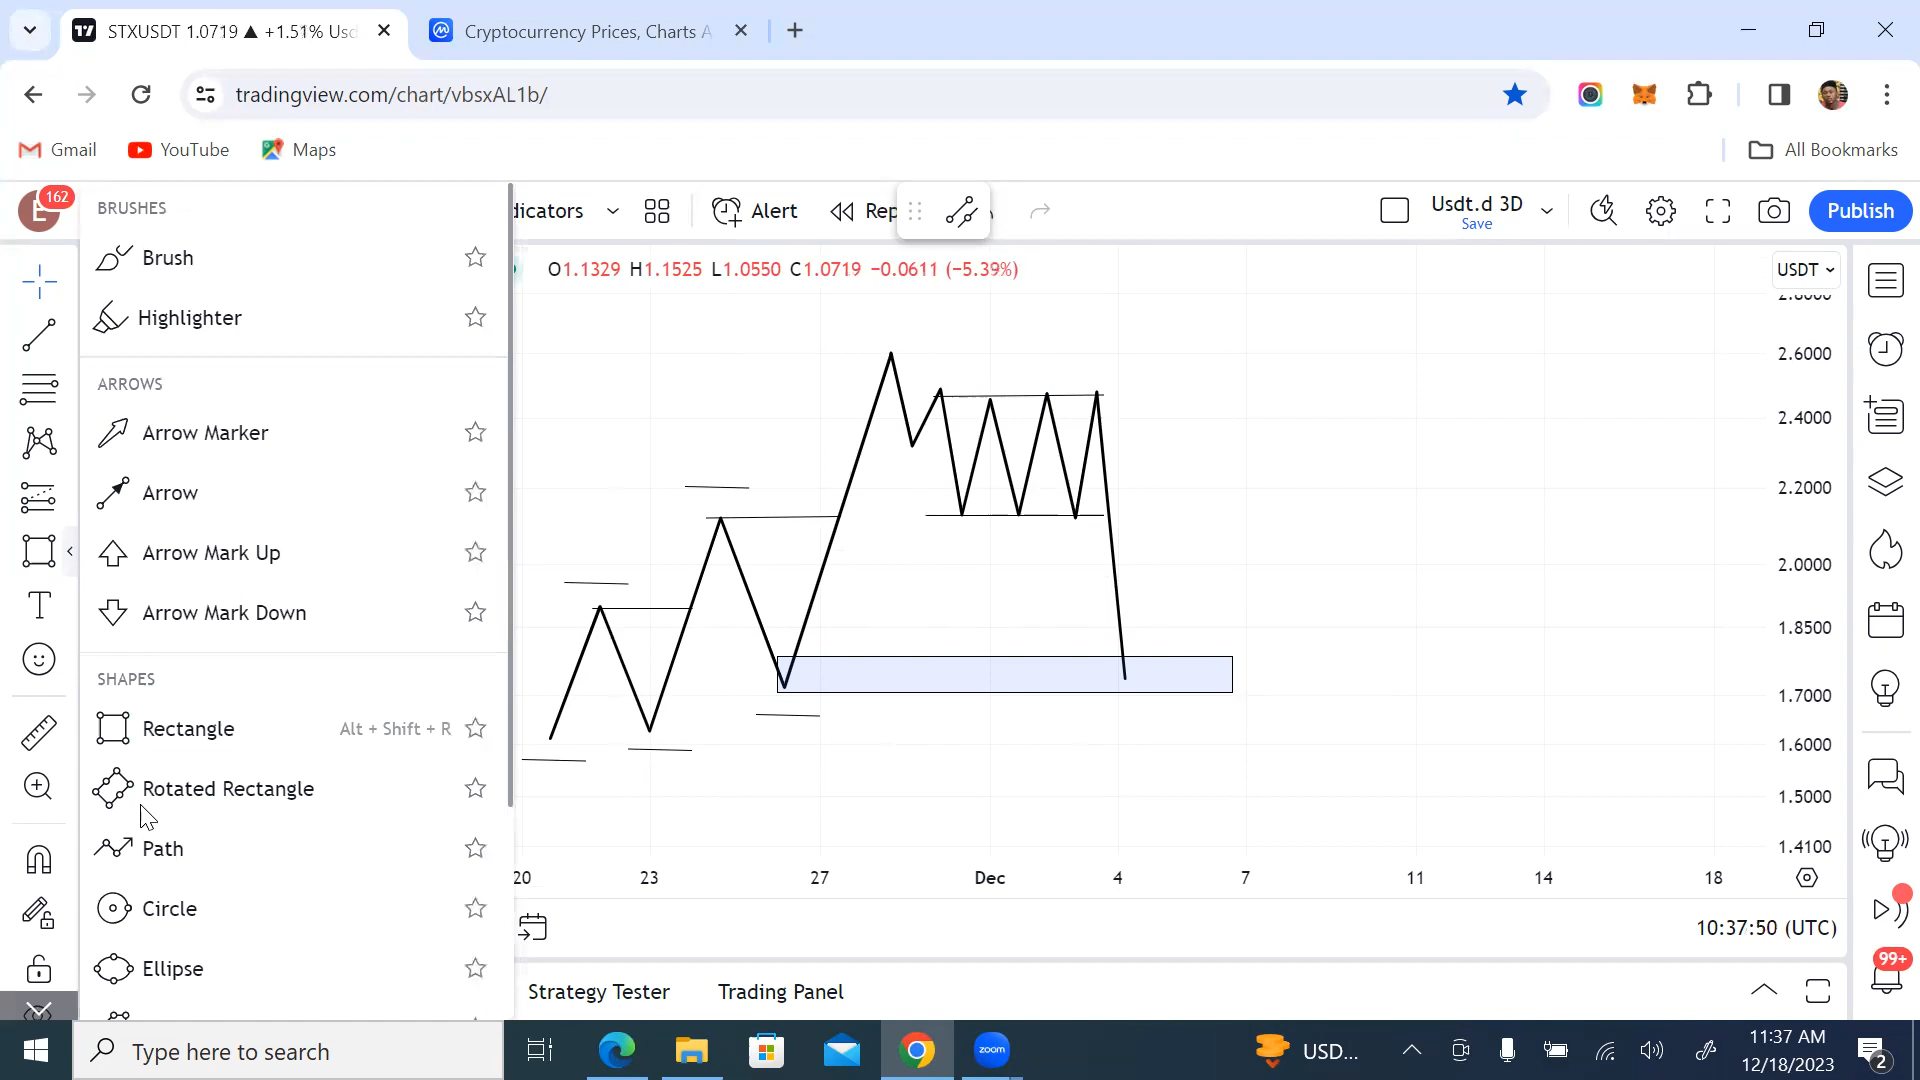 STXUSDT 1.0719 ▲ +1.51% Usd
Cryptocurrency Prices, Charts A
tradingview.com/chart/vbsxAL1b/
Gmail
YouTube
Maps
All Bookmarks
E
162
dicators
Alert
Rep
Usdt.d 3D
Save
Publish
BRUSHES
Brush
Highlighter
ARROWS
Arrow Marker
Arrow
Arrow Mark Up
Arrow Mark Down
SHAPES
Rectangle Alt + Shift + R
Rotated Rectangle
Path
Circle
Ellipse
O1.1329 H1.1525 L1.0550 C1.0719 −0.0611 (−5.39%)
USDT
2.8000
2.6000
2.4000
2.2000
2.0000
1.8500
1.7000
1.6000
1.5000
1.4100
20 23 27 Dec 4 7 11 14 18
10:37:50 (UTC)
Strategy Tester
Trading Panel
99+
Type here to search
zoom
USD...
11:37 AM
12/18/2023
2